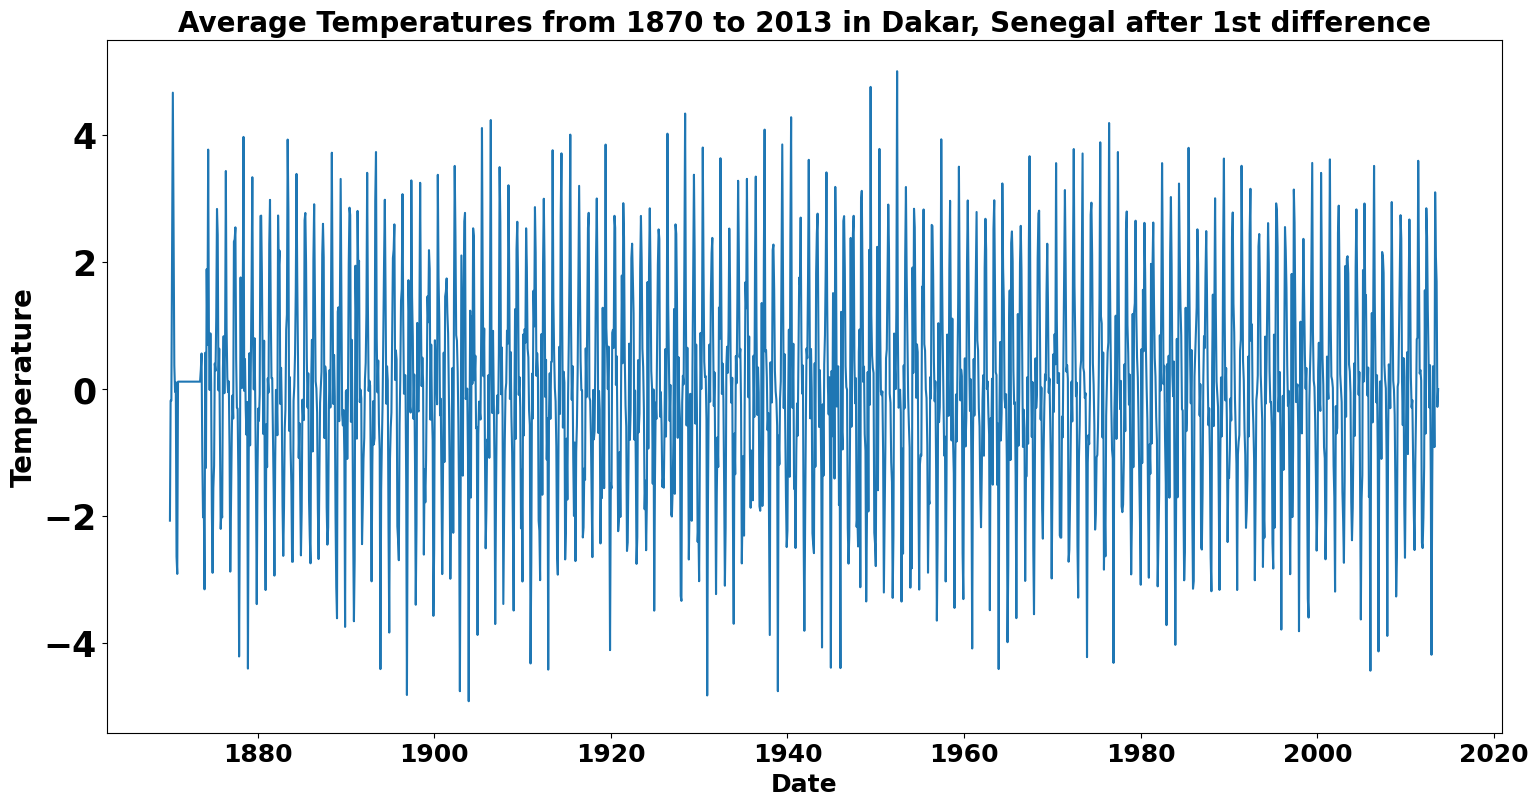 Average Temperatures from 1870 to 2013 in Dakar, Senegal after 1st difference
Temperature
4
2
0
−2
−4
1880 1900 1920 1940 1960 1980 2000 2020
Date